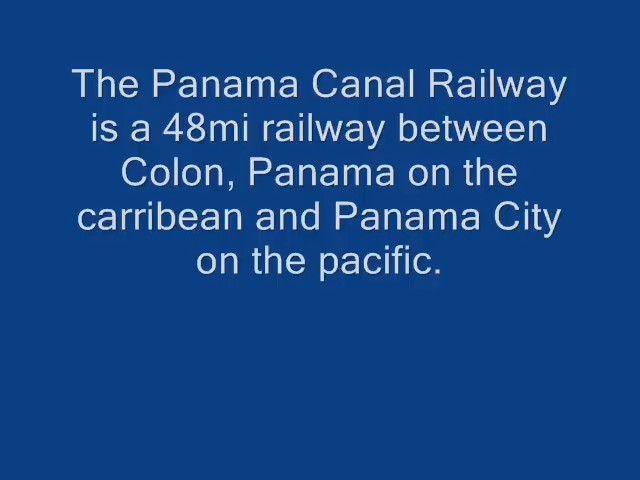 The Panama Canal Railway
is a 48mi railway between
Colon, Panama on the
carribean and Panama City
on the pacific.